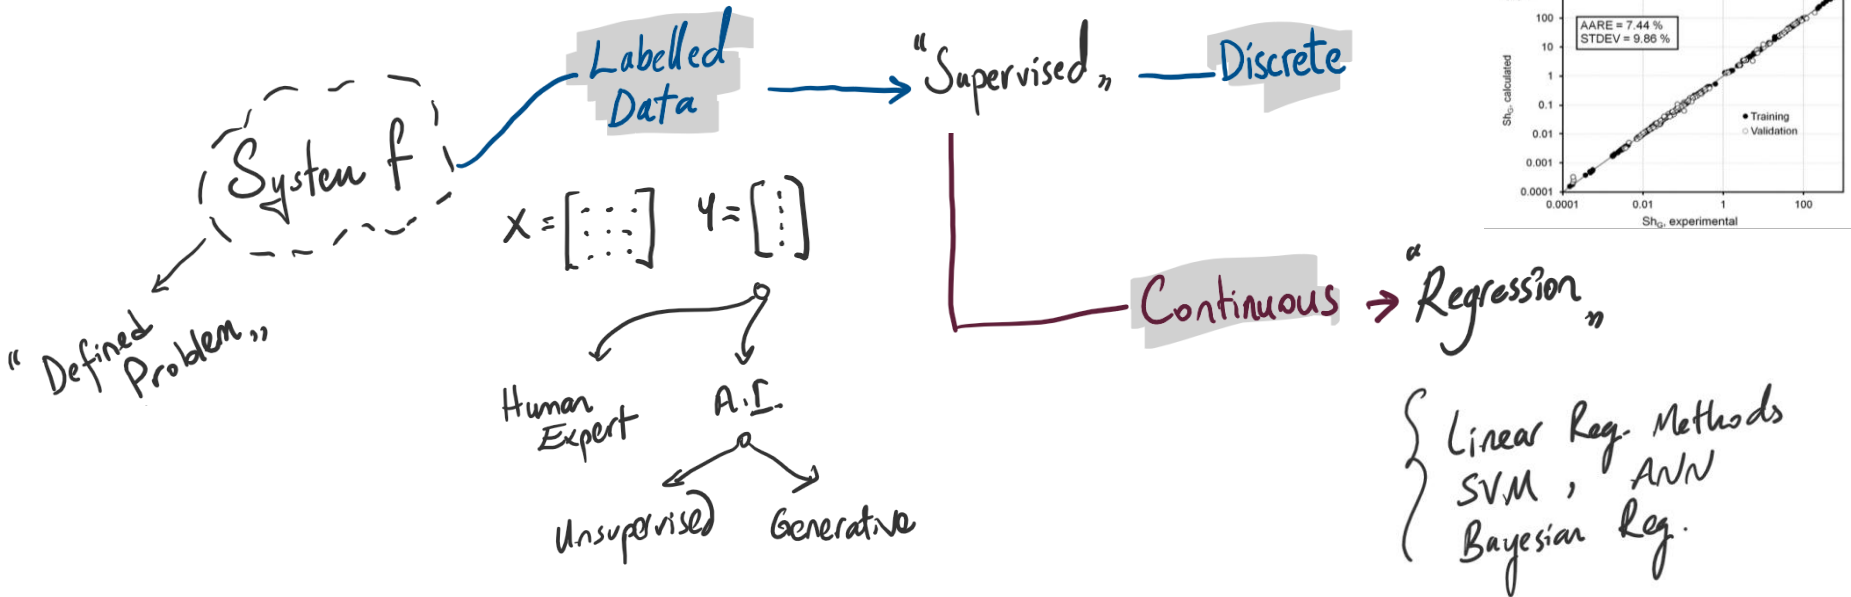 Labelled
Data
"Supervised"
Discrete
System f
"Defined
Problem"
X = [ ]
Y = [ ]
Human
Expert
A.I.
Unsupervised
Generative
Continuous
"Regression"
Linear Reg. Methods
SVM, ANN
Bayesian Reg.
AARE = 7.44 %
STDEV = 9.86 %
Training
Validation
Sh_G, calculated
100
10
1
0.1
0.01
0.001
0.0001
0.0001 0.01 1 100
Sh_G, experimental